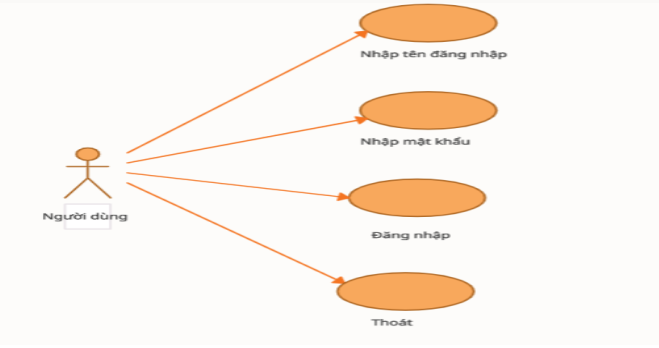 Nhập tên đăng nhập
Nhập mật khẩu
Người dùng
Đăng nhập
Thoát